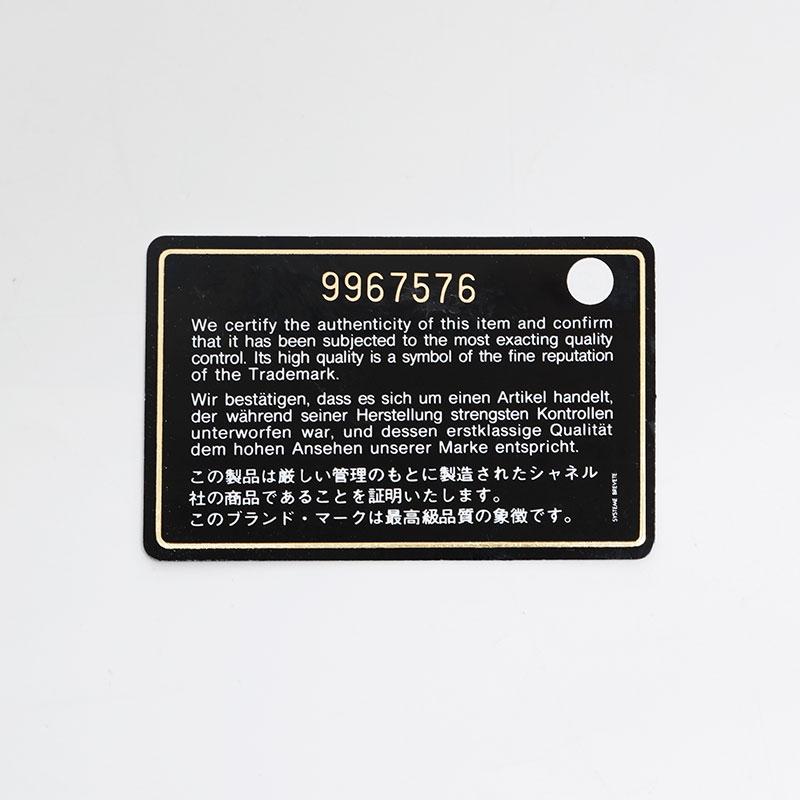 9967576
We certify the authenticity of this item and confirm
that it has been subjected to the most exacting quality
control. Its high quality is a symbol of the fine reputation
of the Trademark.
Wir bestätigen, dass es sich um einen Artikel handelt,
der während seiner Herstellung strengsten Kontrollen
unterworfen war, und dessen erstklassige Qualität
dem hohen Ansehen unserer Marke entspricht.
この製品は厳しい管理のもとに製造されたシャネル
社の商品であることを証明いたします。
このブランド・マークは最高級品質の象徴です。
SYSTEME BREVETE